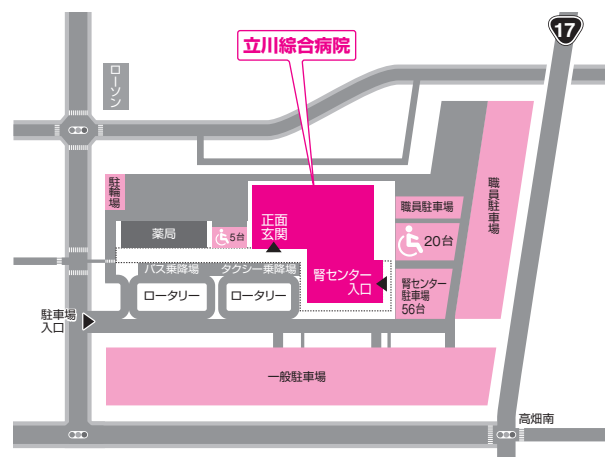 立川綜合病院
17
ローソン
駐輪場
薬局
5台
正面
玄関
職員駐車場
20台
職員駐車場
バス乗降場
タクシー乗降場
ロータリー
ロータリー
腎センター
入口
腎センター
駐車場
56台
駐車場
入口
一般駐車場
高畑南